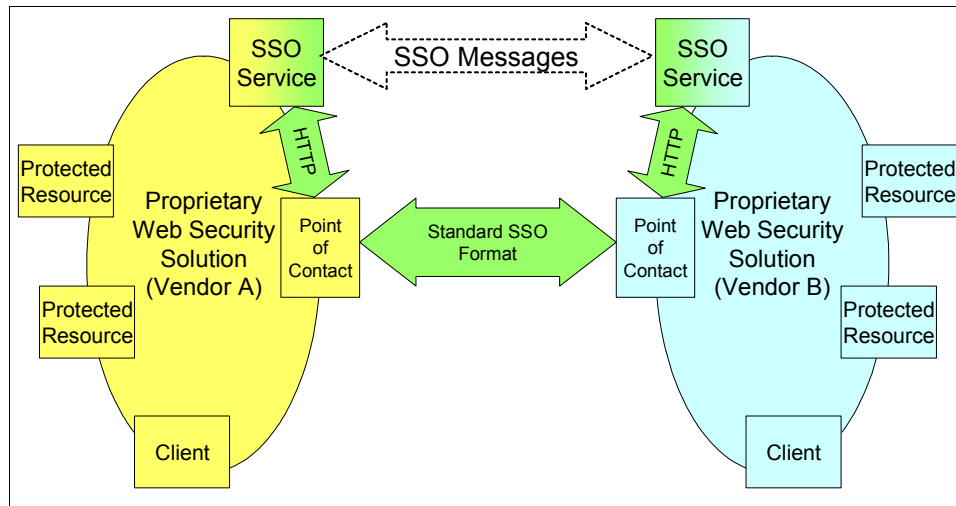 SSO
Service
SSO Messages
SSO
Service
HTTP
HTTP
Protected
Resource
Proprietary
Web Security
Solution
(Vendor A)
Point
of
Contact
Standard SSO
Format
Point
of
Contact
Proprietary
Web Security
Solution
(Vendor B)
Protected
Resource
Protected
Resource
Protected
Resource
Client
Client